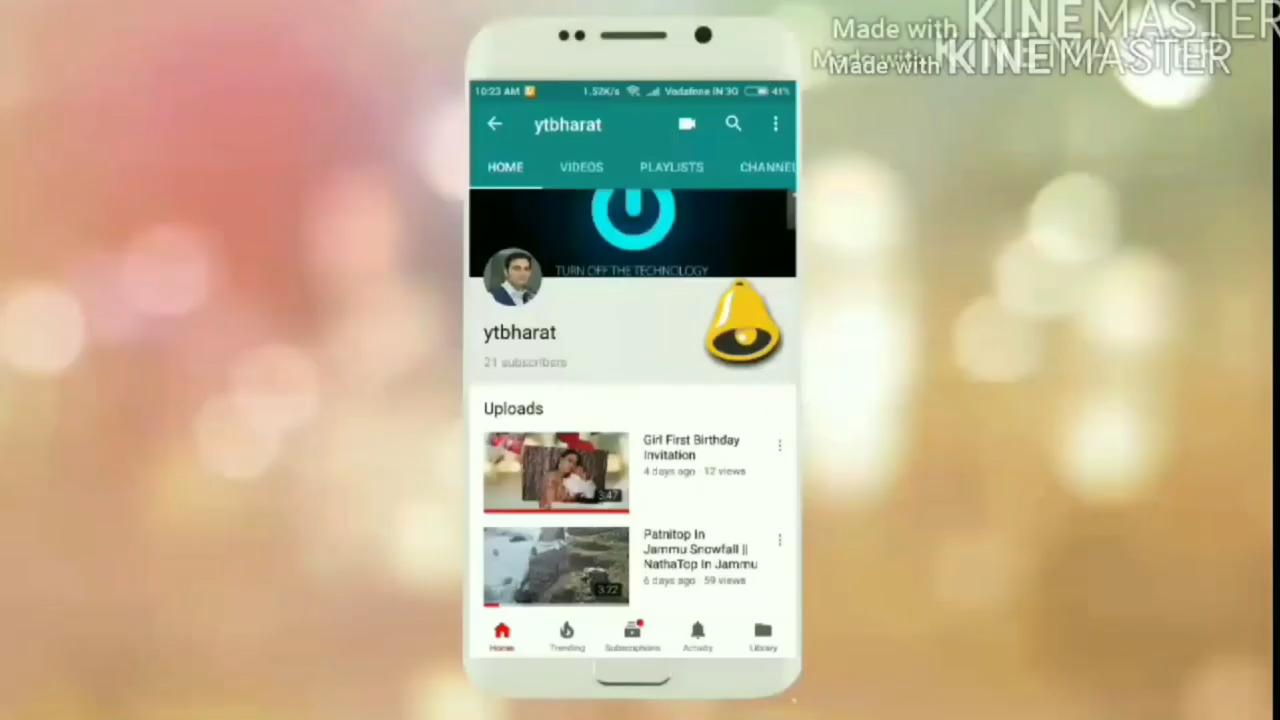 Made with KINEMASTER
Made with KINEMASTER
10:23 AM 1.52K/s Vodafone IN 3G 41%
ytbharat
HOME VIDEOS PLAYLISTS CHANNEL
TURN OFF THE TECHNOLOGY
ytbharat
21 subscribers
Uploads
Girl First Birthday
Invitation
4 days ago · 12 views
3:47
Patnitop In
Jammu Snowfall ||
NathaTop In Jammu
6 days ago · 59 views
3:22
Home Trending Subscriptions Activity Library